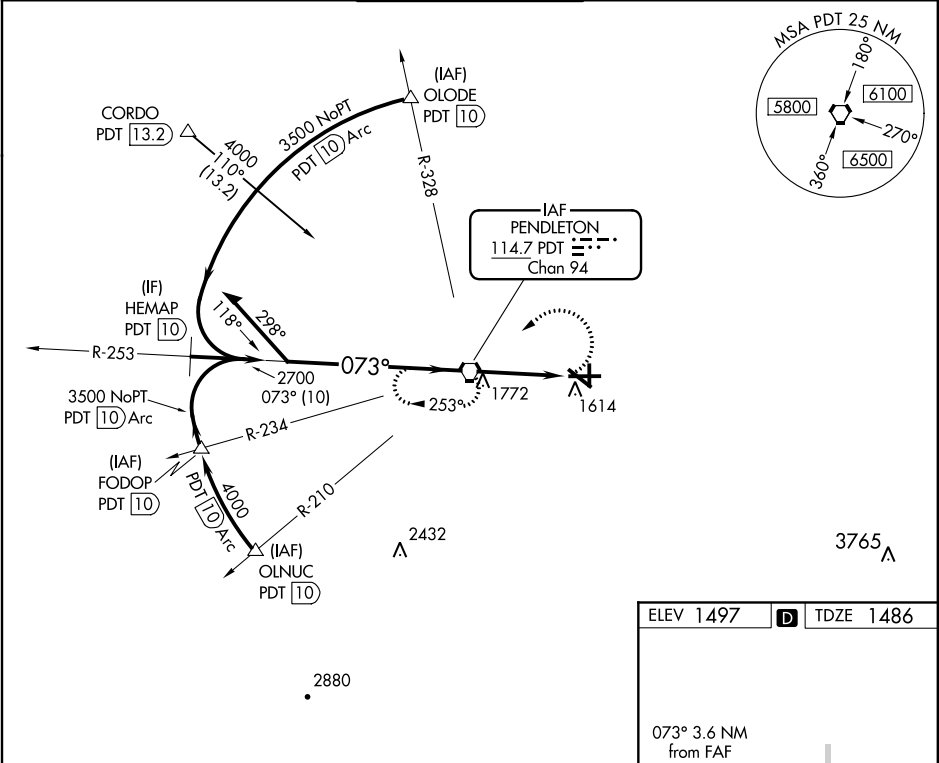 MSA PDT 25 NM
180°
5800
6100
270°
6500
360°
(IAF)
OLODE
PDT 10
CORDO
PDT 13.2
4000
110°
(13.2)
3500 NoPT
PDT 10 Arc
R-328
IAF
PENDLETON
114.7 PDT
Chan 94
(IF)
HEMAP
PDT 10
118°
298°
R-253
073°
2700
073° (10)
1772
1614
253°
3500 NoPT
PDT 10 Arc
R-234
(IAF)
FODOP
PDT 10
4000
PDT 10 Arc
R-210
(IAF)
OLNUC
PDT 10
2432
3765
2880
ELEV 1497 D TDZE 1486
073° 3.6 NM
from FAF